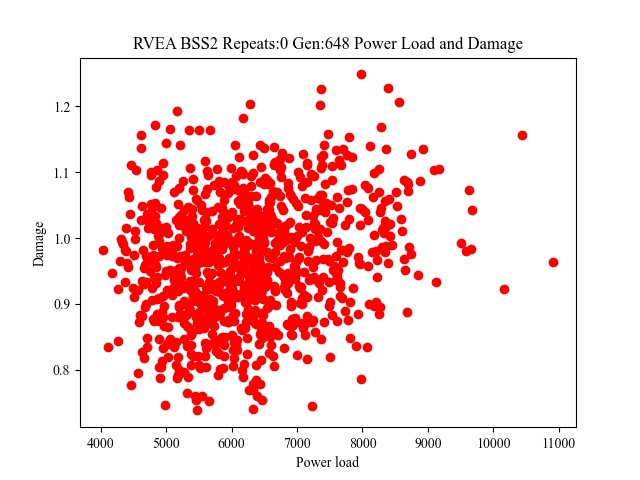 RVEA BSS2 Repeats:0 Gen:648 Power Load and Damage
1.2
1.1
1.0
0.9
0.8
Damage
4000 5000 6000 7000 8000 9000 10000 11000
Power load